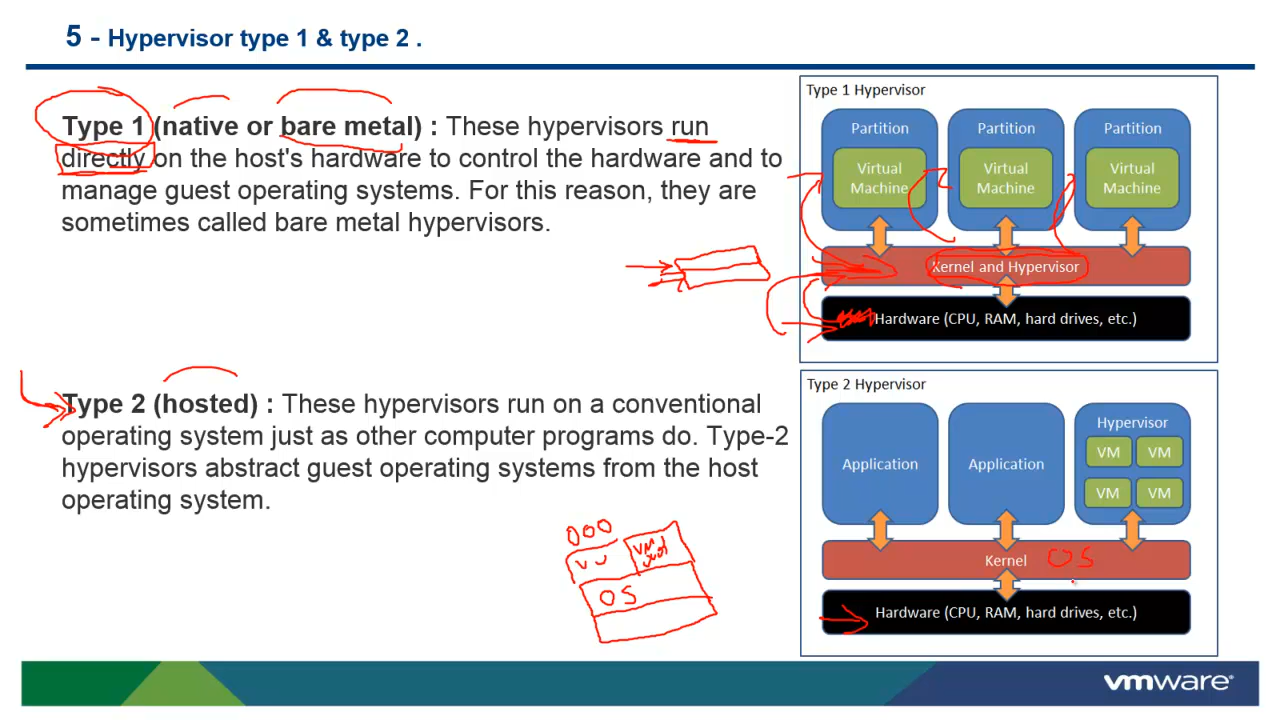 5 - Hypervisor type 1 & type 2 .
Type 1 (native or bare metal) : These hypervisors run
directly on the host's hardware to control the hardware and to
manage guest operating systems. For this reason, they are
sometimes called bare metal hypervisors.
Type 1 Hypervisor
Partition Partition Partition
Virtual Virtual Virtual
Machine Machine Machine
Kernel and Hypervisor
Hardware (CPU, RAM, hard drives, etc.)
Type 2 (hosted) : These hypervisors run on a conventional
operating system just as other computer programs do. Type-2
hypervisors abstract guest operating systems from the host
operating system.
OS
Type 2 Hypervisor
Application Application Hypervisor
VM VM
VM VM
Kernel OS
Hardware (CPU, RAM, hard drives, etc.)
vmware®